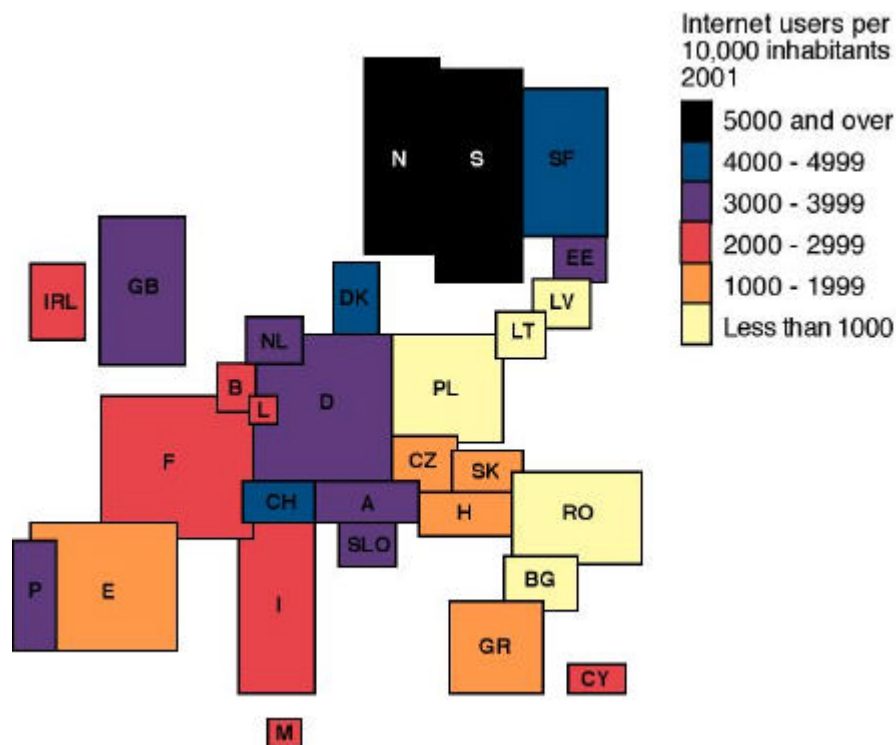 Internet users per
10,000 inhabitants
2001
5000 and over
4000 - 4999
3000 - 3999
2000 - 2999
1000 - 1999
Less than 1000
N
S
SF
EE
IRL
GB
DK
LV
LT
NL
B
L
D
PL
F
CZ
SK
CH
A
H
RO
SLO
P
E
I
BG
GR
CY
M